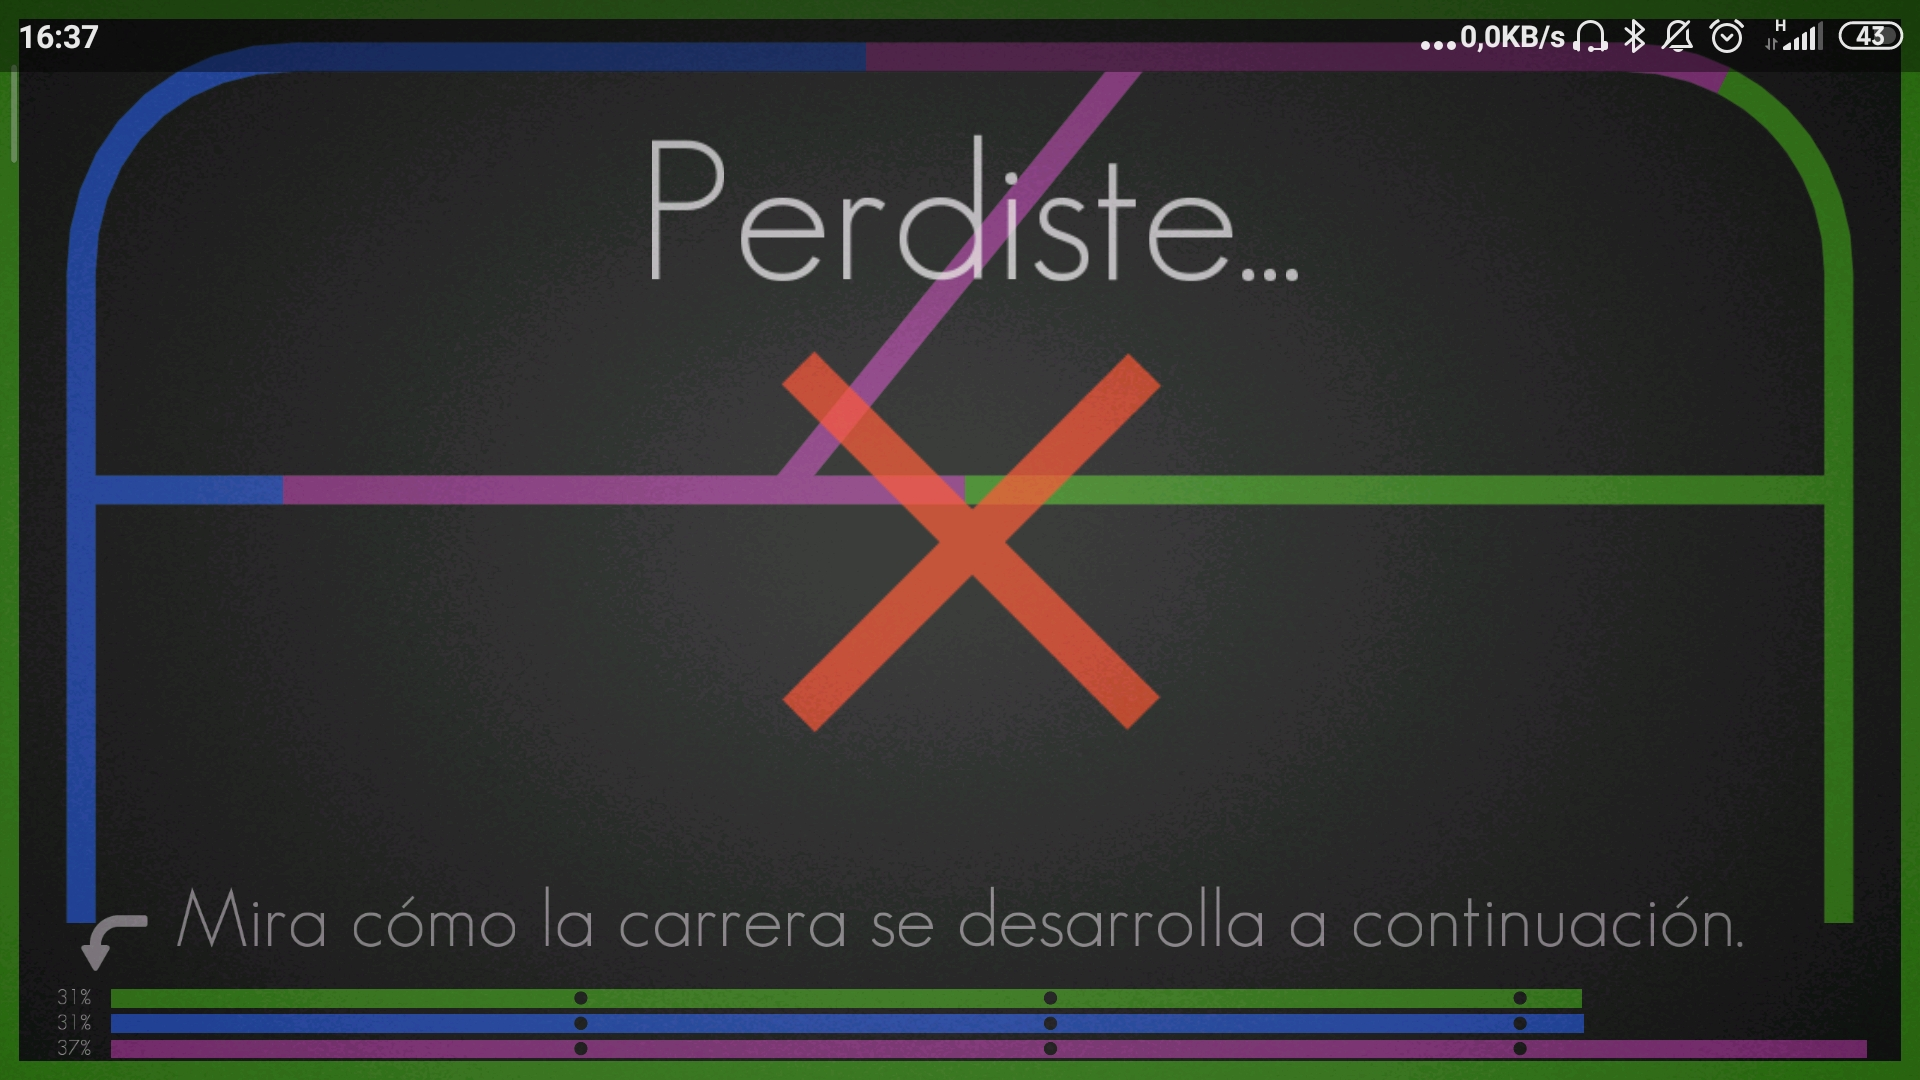 16:37
...0,0KB/s
H
43
Perdiste...
Mira cómo la carrera se desarrolla a continuación.
31%
31%
37%